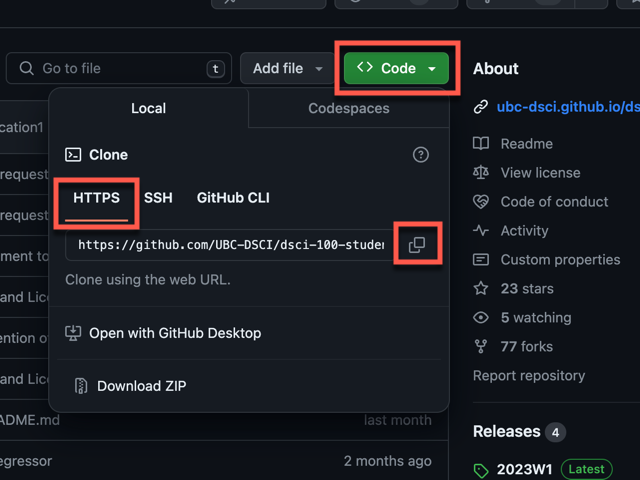 Go to file
t
Add file
Code
About
Local
Codespaces
ubc-dsci.github.io/ds
cation1
Clone
Readme
request
View license
HTTPS
SSH
GitHub CLI
Code of conduct
request
Activity
ment to
https://github.com/UBC-DSCI/dsci-100-studen
Custom properties
Clone using the web URL.
and Lic
23 stars
5 watching
Open with GitHub Desktop
ention o
77 forks
and Lic
Report repository
Download ZIP
ADME.md
last month
Releases 4
egressor
2 months ago
2023W1
Latest